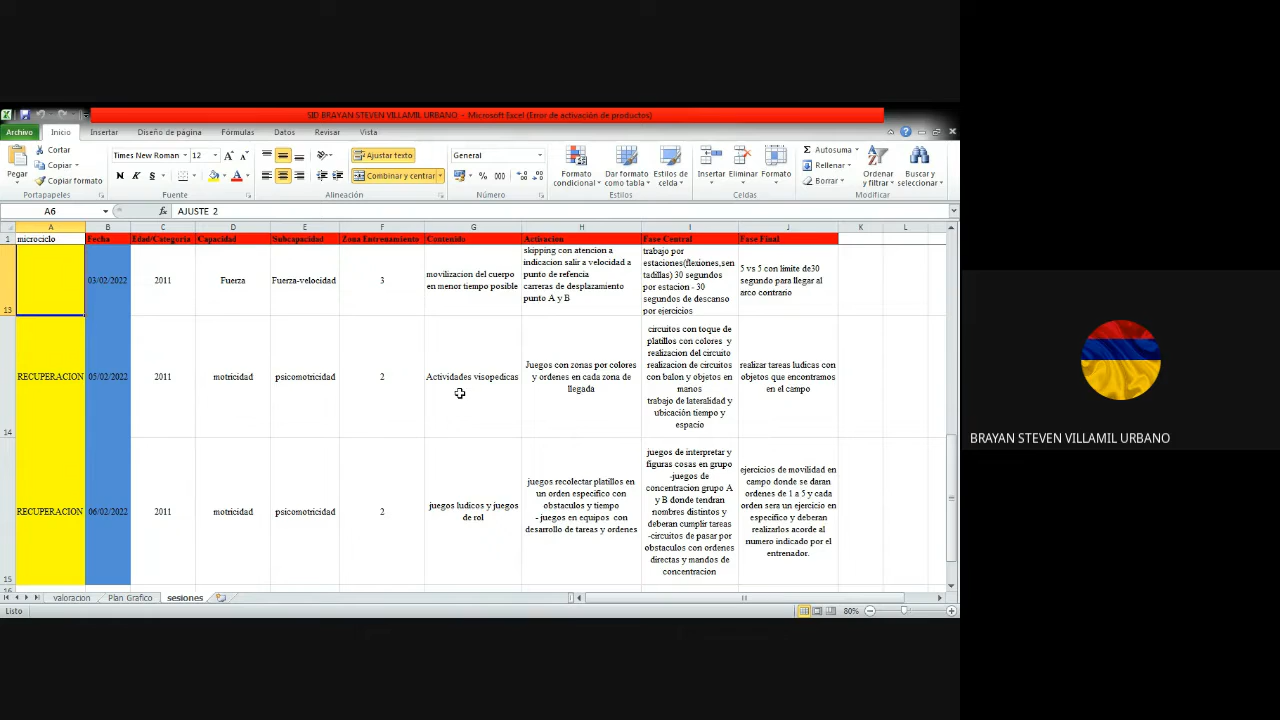 SID BRAYAN STEVEN VILLAMIL URBANO - Microsoft Excel (Error de activación de productos)
Archivo Inicio Insertar Diseño de página Fórmulas Datos Revisar Vista
Pegar
Cortar
Copiar
Copiar formato
Portapapeles
Times New Roman 12
N K S
Fuente
Ajustar texto
Combinar y centrar
Alineación
General
% 000
Número
Formato
condicional
Dar formato
como tabla
Estilos de
celda
Estilos
Insertar Eliminar Formato
Celdas
Autosuma
Rellenar
Borrar
Ordenar
y filtrar
Buscar y
seleccionar
Modificar
A6 fx AJUSTE 2
A B C D E F G H I J K L
1 microciclo Fecha Edad/Categoria Capacidad Subcapacidad Zona Entrenamiento Contenido Activacion Fase Central Fase Final
13
03/02/2022
2011
Fuerza
Fuerza-velocidad
3
movilizacion del cuerpo
en menor tiempo posible
skipping con atencion a
indicacion salir a velocidad a
punto de refencia
carreras de desplazamiento
punto A y B
trabajo por
estaciones(flexiones,sen
tadillas) 30 segundos
por estacion - 30
segundos de descanso
por ejercicios
5 vs 5 con limite de30
segundo para llegar al
arco contrario
14
RECUPERACION
05/02/2022
2011
motricidad
psicomotricidad
2
Actividades visopedicas
Juegos con zonas por colores
y ordenes en cada zona de
llegada
circuitos con toque de
platillos con colores y
realizacion del circuito
realizacion de circuitos
con balon y objetos en
manos
trabajo de lateralidad y
ubicación tiempo y
espacio
realizar tareas ludicas con
objetos que encontramos
en el campo
15
RECUPERACION
06/02/2022
2011
motricidad
psicomotricidad
2
juegos ludicos y juegos
de rol
juegos recolectar platillos en
un orden especifico con
obstaculos y tiempo
- juegos en equipos con
desarrollo de tareas y ordenes
juegos de interpretar y
figuras cosas en grupo
-juegos de
concentracion grupo A
y B donde tendran
nombres distintos y
deberan cumplir tareas
-circuitos de pasar por
obstaculos con ordenes
directas y mandos de
concentracion
ejercicios de movilidad en
campo donde se daran
ordenes de 1 a 5 y cada
orden sera un ejercicio en
especifico y deberan
realizarlos acorde al
numero indicado por el
entrenador.
valoracion Plan Grafico sesiones
Listo
80%
BRAYAN STEVEN VILLAMIL URBANO